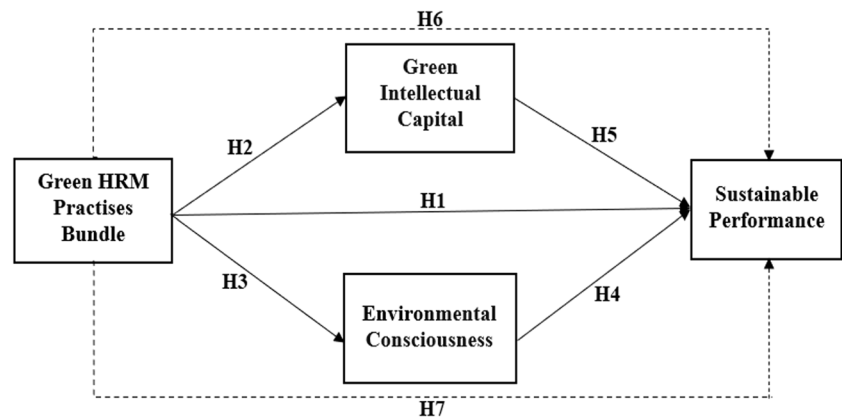 H6
Green
Intellectual
Capital
H2
H5
Green HRM
Practises
Bundle
H1
Sustainable
Performance
H3
Environmental
Consciousness
H4
H7